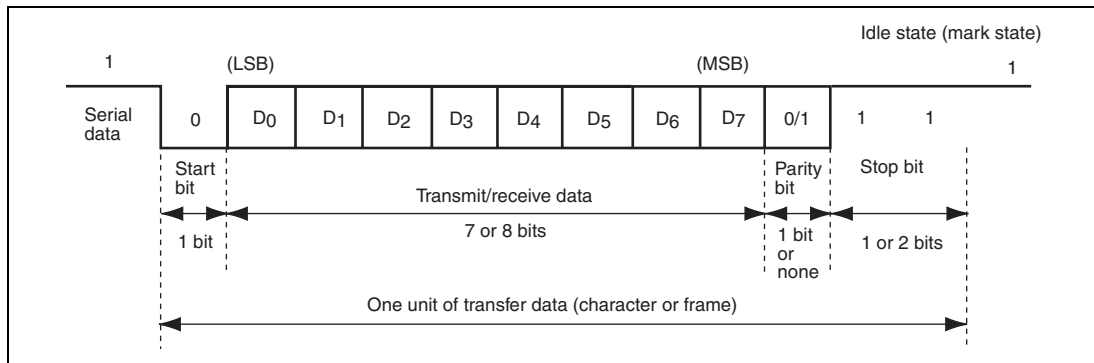 Idle state (mark state)
1 (LSB) (MSB) 1
Serial data 0 D0 D1 D2 D3 D4 D5 D6 D7 0/1 1 1
Start bit
Parity bit
Stop bit
Transmit/receive data
1 bit
7 or 8 bits
1 bit or none
1 or 2 bits
One unit of transfer data (character or frame)